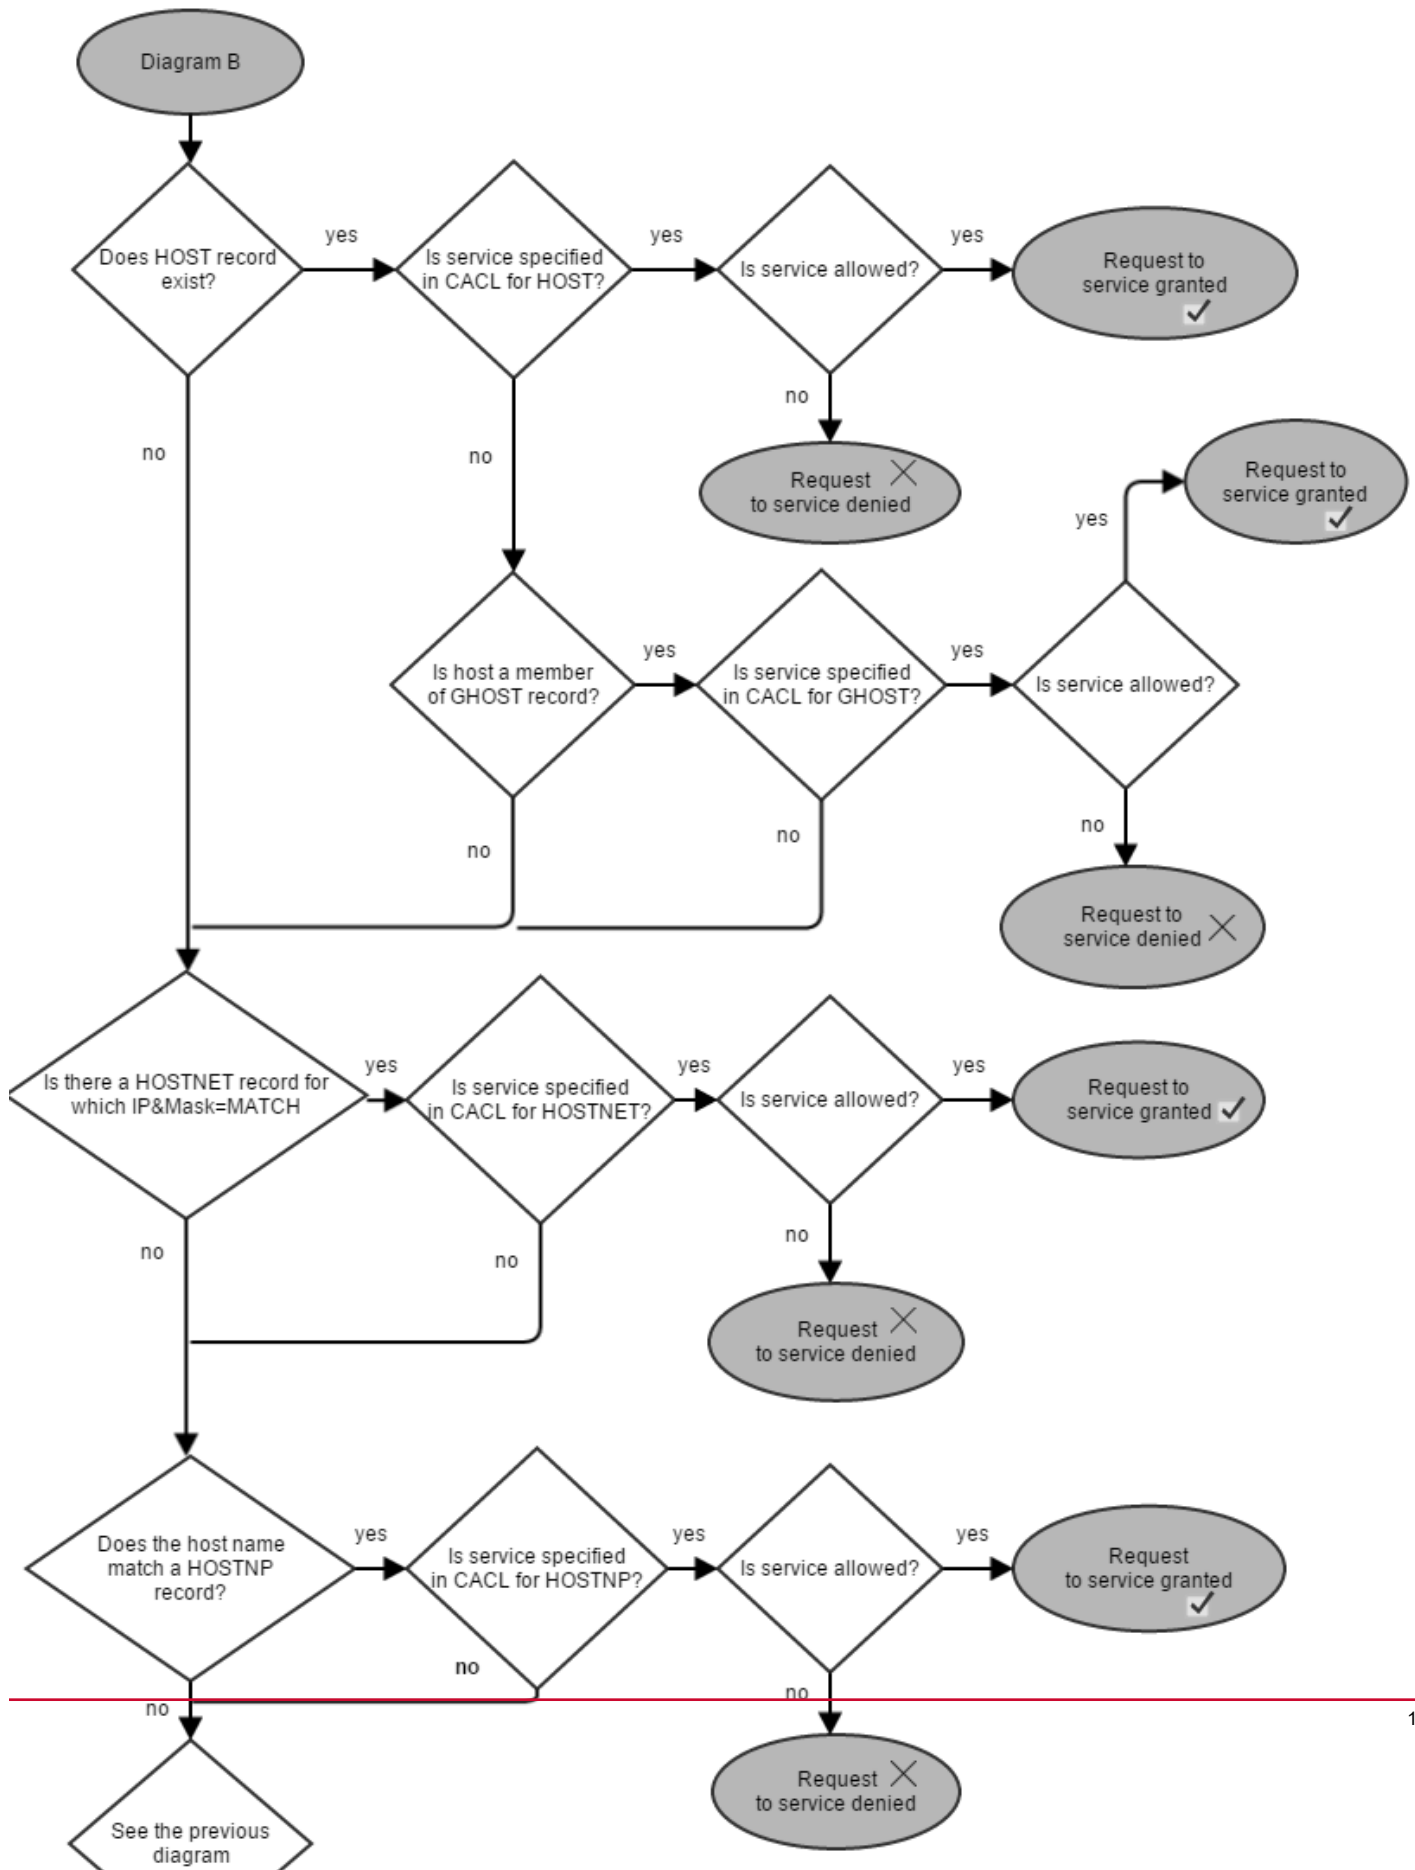 Diagram B
yes
yes
yes
Does HOST record
exist?
Is service specified
in CACL for HOST?
Is service allowed?
Request to
service granted
no
no
no
Request
to service denied
Request to
service granted
yes
yes
yes
Is host a member
of GHOST record?
Is service specified
in CACL for GHOST?
Is service allowed?
no
no
no
Request to
service denied
yes
yes
yes
Is there a HOSTNET record for
which IP&Mask=MATCH
Is service specified
in CACL for HOSTNET?
Is service allowed?
Request to
service granted
no
no
no
Request
to service denied
yes
yes
yes
Does the host name
match a HOSTNP
record?
Is service specified
in CACL for HOSTNP?
Is service allowed?
Request
to service granted
no
no
no
1
Request
to service denied
See the previous
diagram